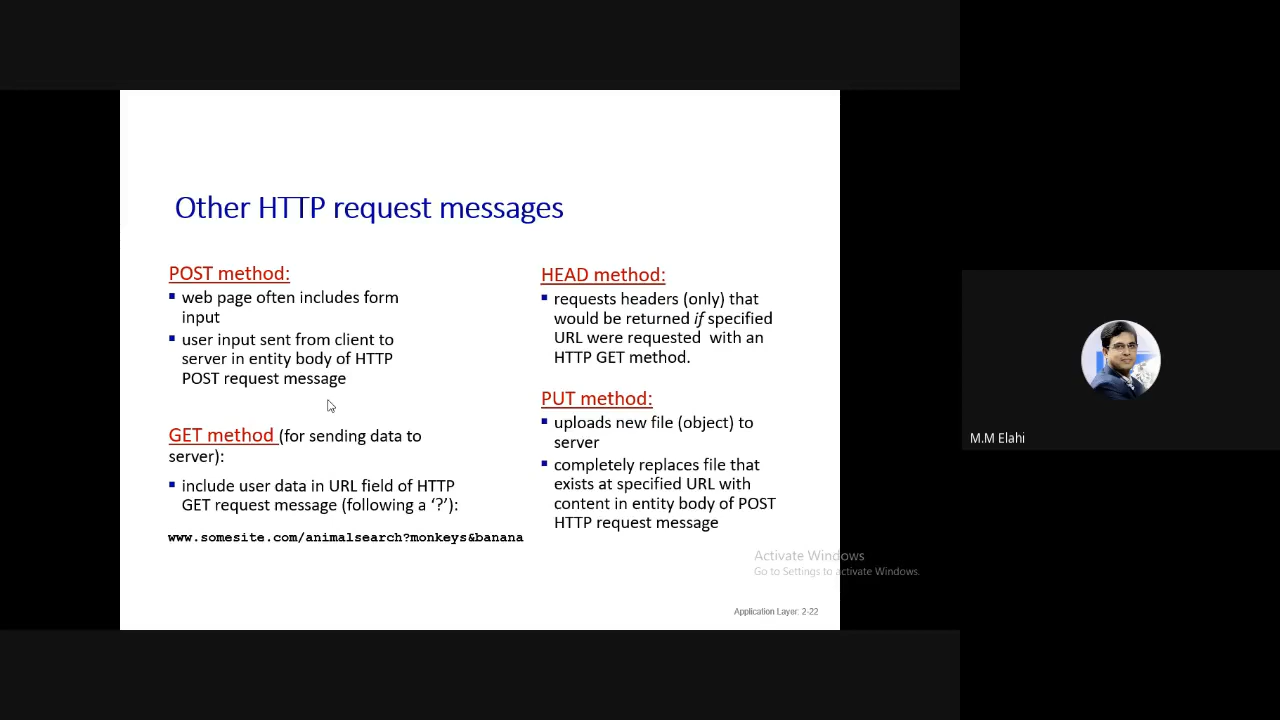 Other HTTP request messages
POST method:
▪ web page often includes form
input
▪ user input sent from client to
server in entity body of HTTP
POST request message
GET method (for sending data to
server):
▪ include user data in URL field of HTTP
GET request message (following a ‘?’):
www.somesite.com/animalsearch?monkeys&banana
HEAD method:
▪ requests headers (only) that
would be returned if specified
URL were requested with an
HTTP GET method.
PUT method:
▪ uploads new file (object) to
server
▪ completely replaces file that
exists at specified URL with
content in entity body of POST
HTTP request message
Activate Windows
Go to Settings to activate Windows.
Application Layer: 2-22
M.M Elahi